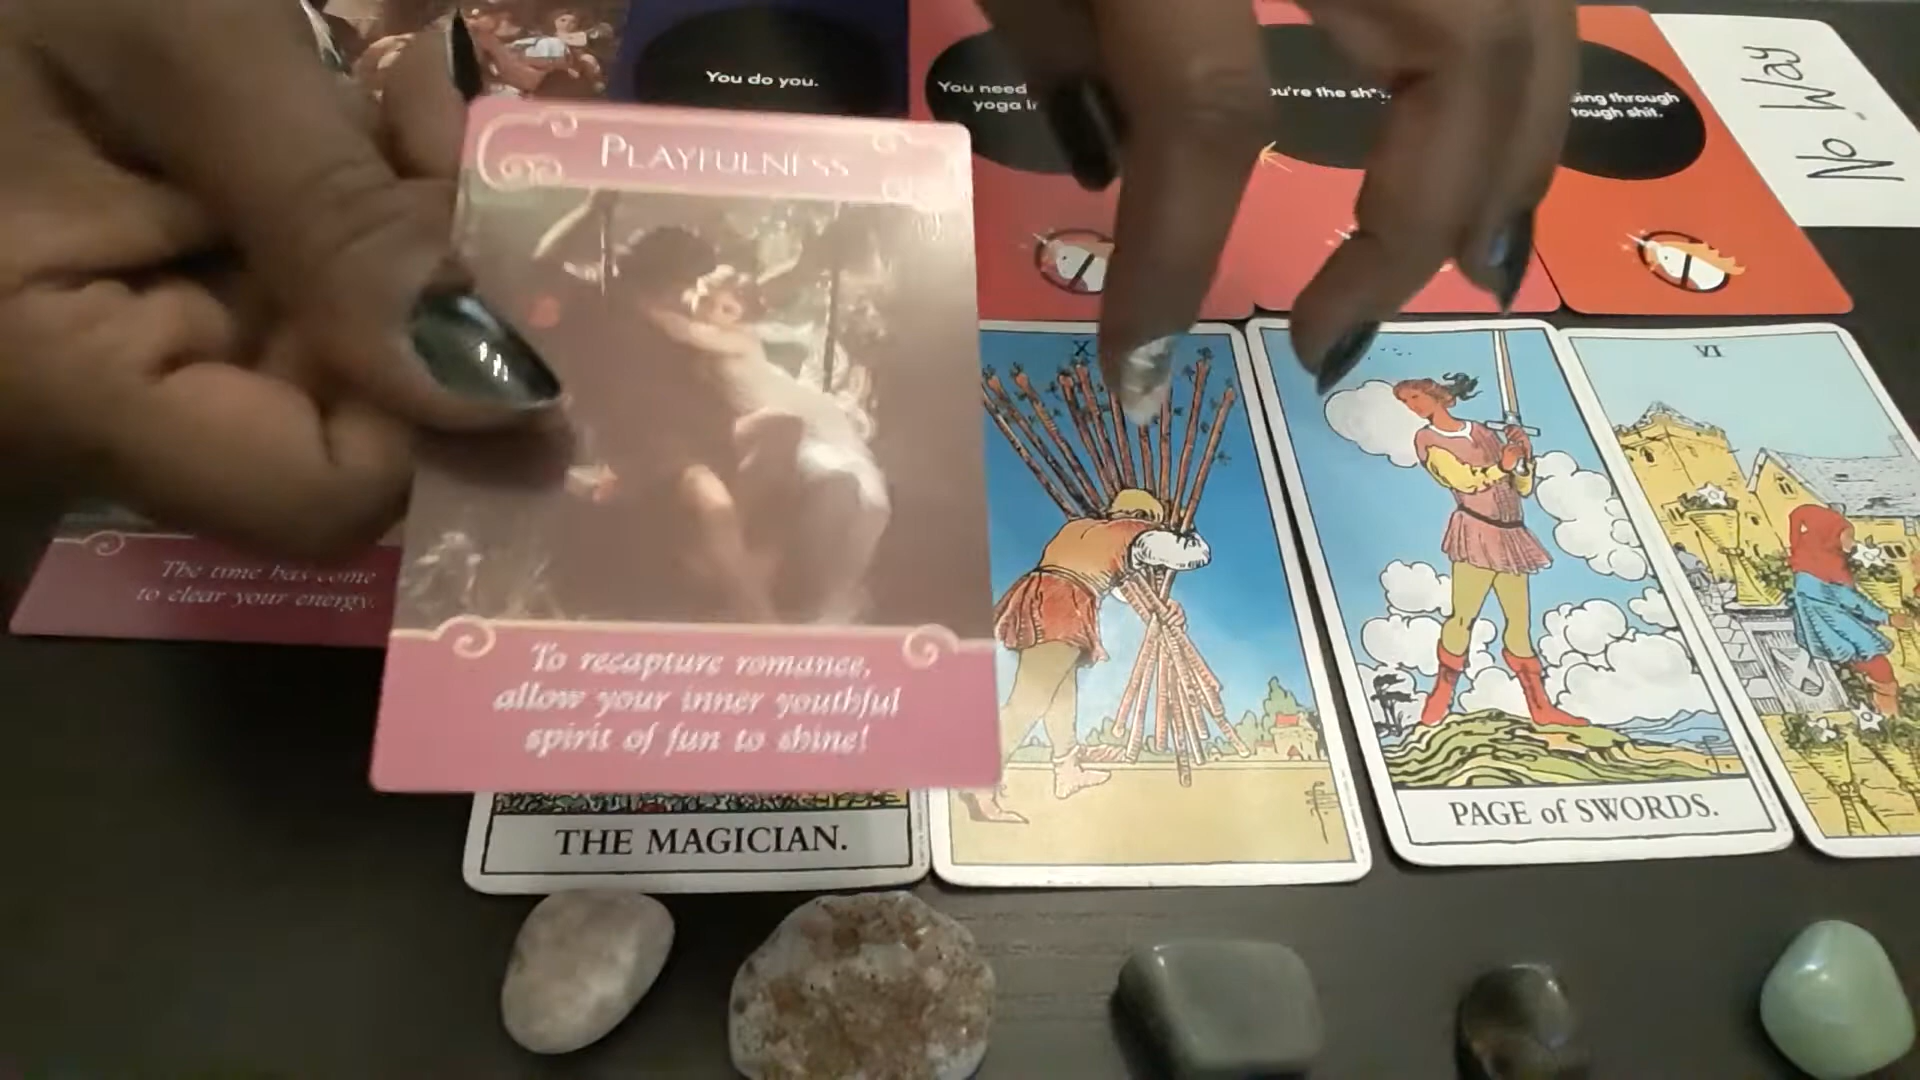 You do you.
You need
yoga
u're the sh*
ing through
tough shit.
No Way
PLAYFULNESS
X
VI
The time has come
to clear your energy.
To recapture romance,
allow your inner youthful
spirit of fun to shine!
THE MAGICIAN.
PAGE of SWORDS.